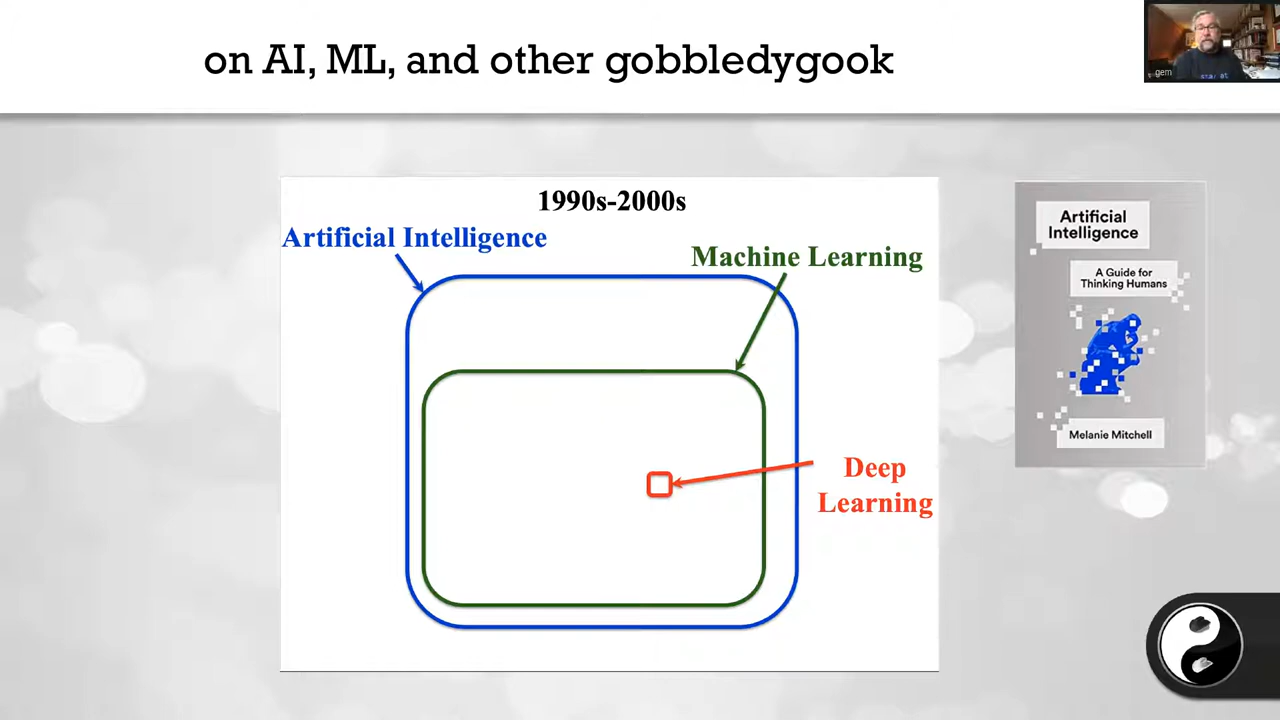 on AI, ML, and other gobbledygook
gem
1990s-2000s
Artificial Intelligence
Machine Learning
Deep
Learning
Artificial
Intelligence
A Guide for
Thinking Humans
Melanie Mitchell